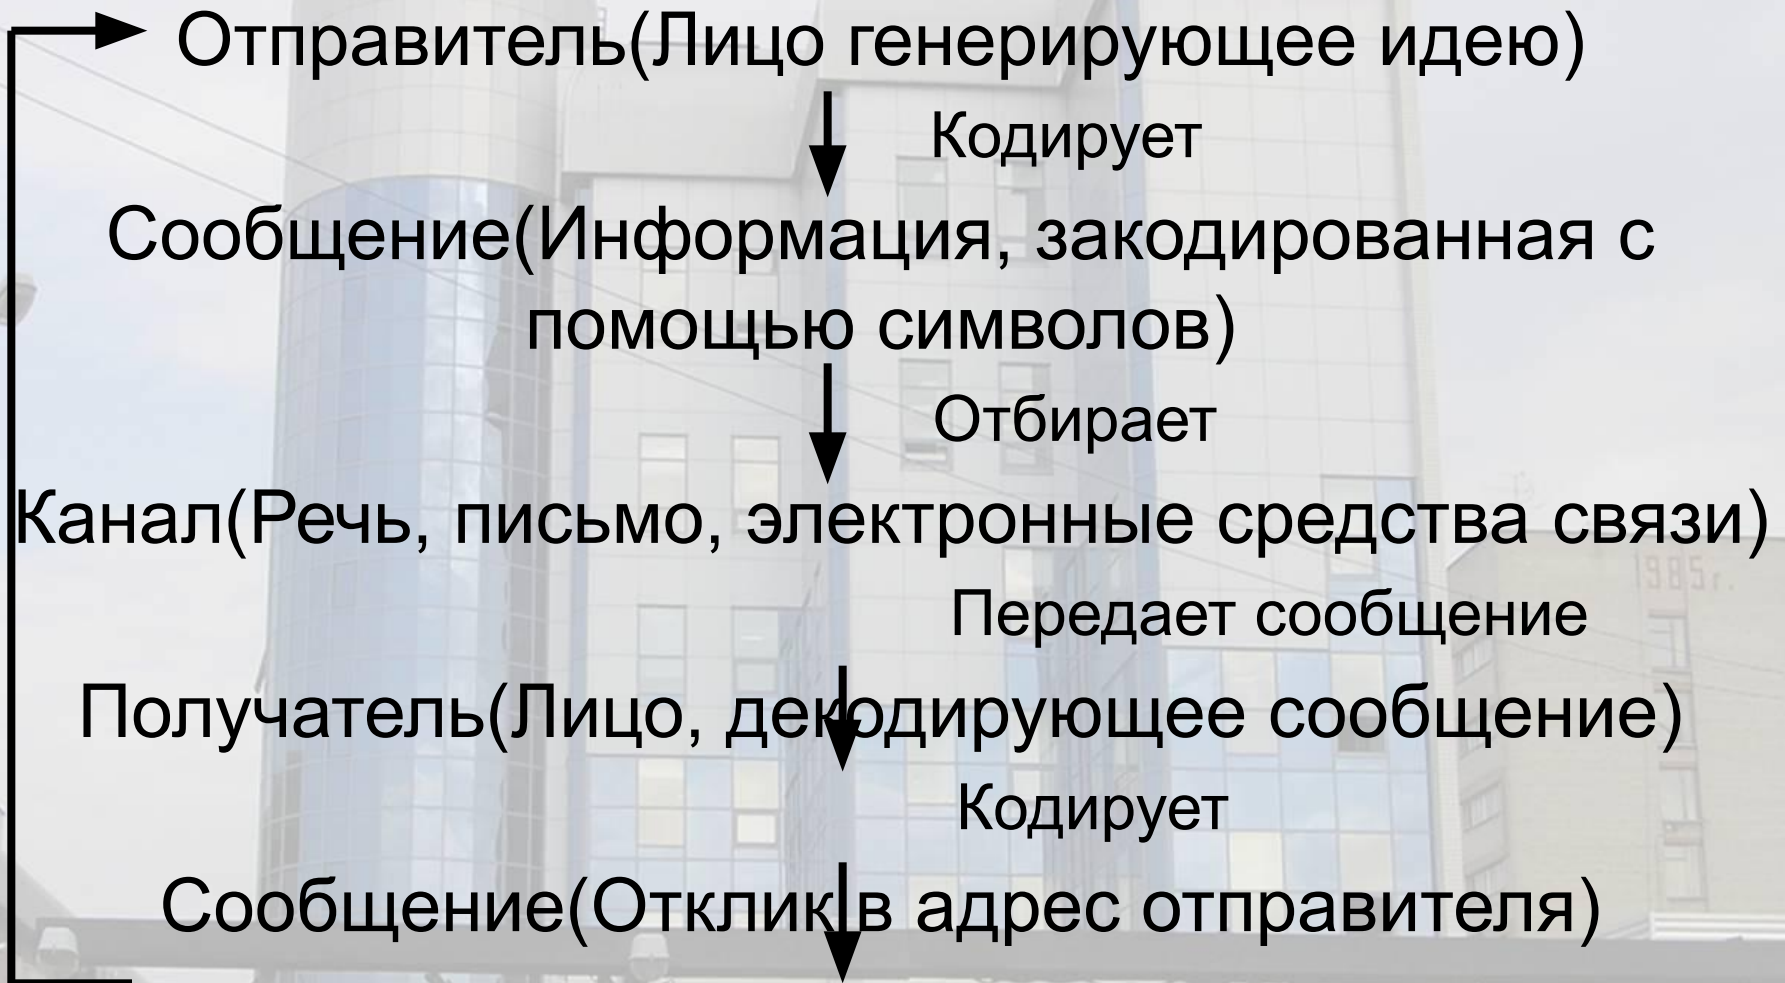 Отправитель(Лицо генерирующее идею)
Кодирует
Сообщение(Информация, закодированная с
помощью символов)
Отбирает
Канал(Речь, письмо, электронные средства связи)
1985г.
Передает сообщение
Получатель(Лицо, декодирующее сообщение)
Кодирует
Сообщение(Отклик в адрес отправителя)